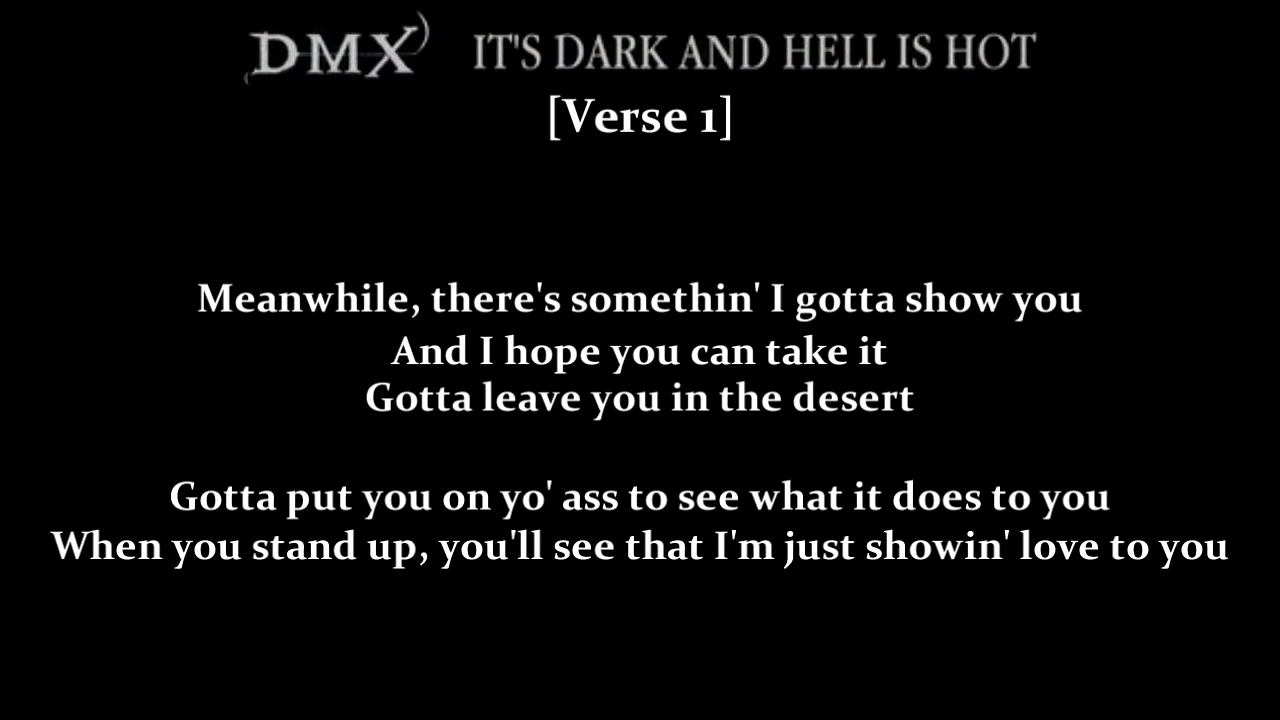 DMX IT'S DARK AND HELL IS HOT
[Verse 1]
Meanwhile, there's somethin' I gotta show you
And I hope you can take it
Gotta leave you in the desert
Gotta put you on yo' ass to see what it does to you
When you stand up, you'll see that I'm just showin' love to you